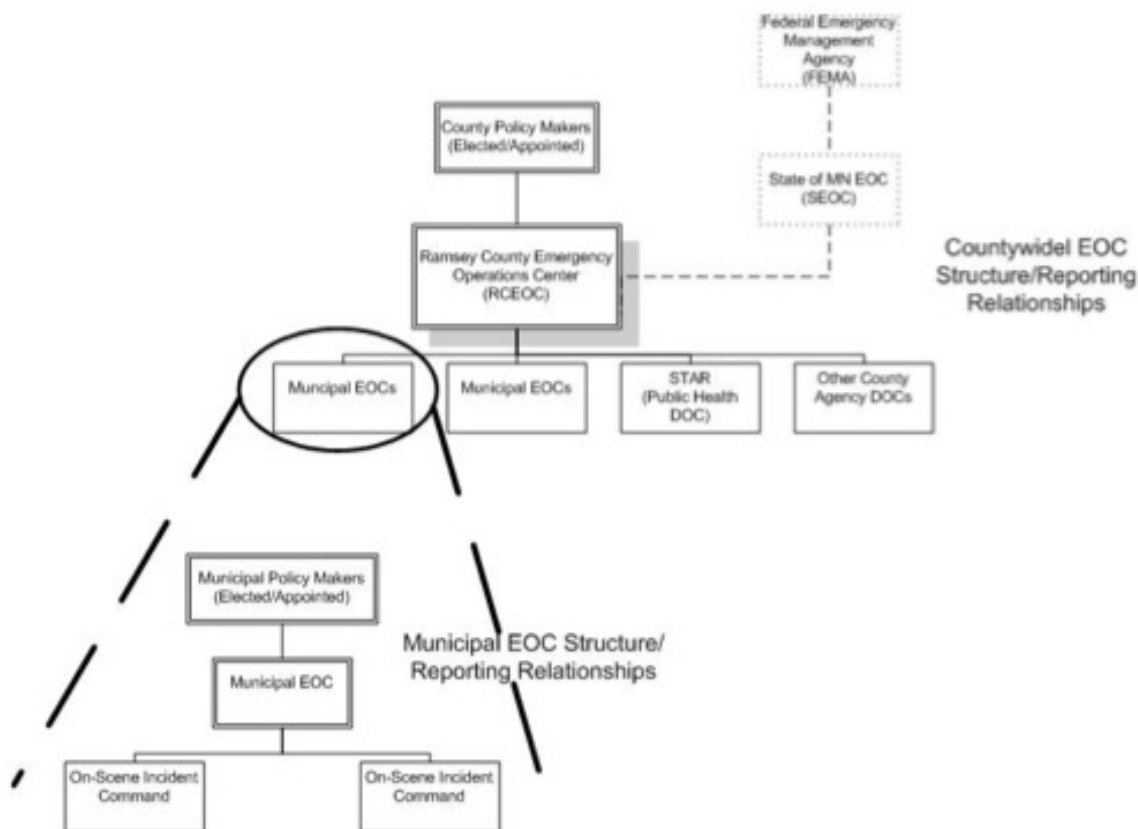 Federal Emergency
Management
Agency
(FEMA)
County Policy Makers
(Elected/Appointed)
State of MN EOC
(SEOC)
Ramsey County Emergency
Operations Center
(RCEOC)
Countywidel EOC
Structure/Reporting
Relationships
Muncipal EOCs
Municipal EOCs
STAR
(Public Health
DOC)
Other County
Agency DOCs
Municipal Policy Makers
(Elected/Appointed)
Municipal EOC Structure/
Reporting Relationships
Municipal EOC
On-Scene Incident
Command
On-Scene Incident
Command